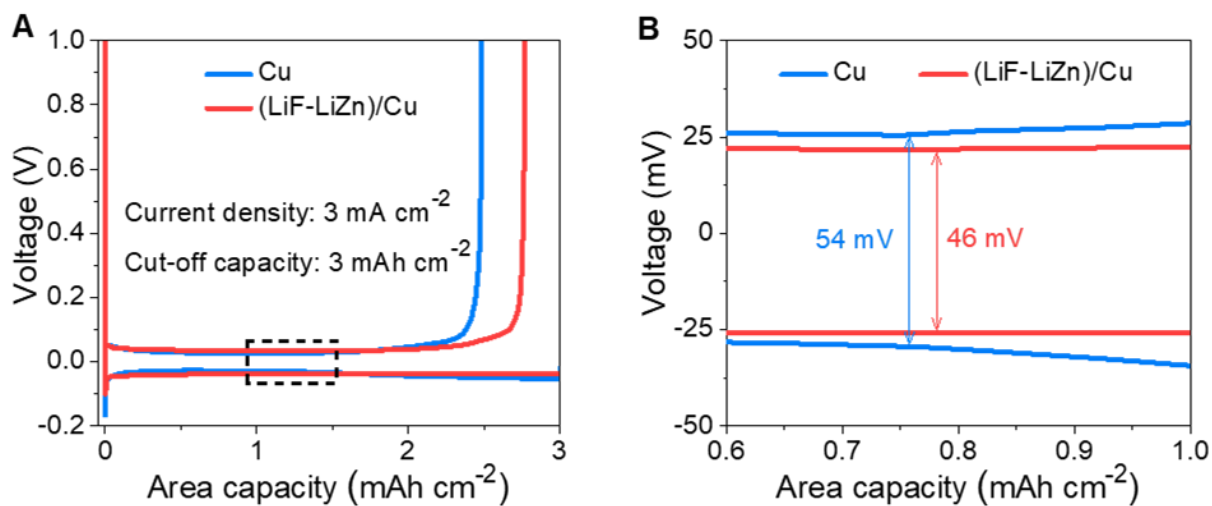 A
1.0
0.8
0.6
0.4
0.2
0.0
-0.2
Voltage (V)
Cu
(LiF-LiZn)/Cu
Current density: 3 mA cm⁻²
Cut-off capacity: 3 mAh cm⁻²
0 1 2 3
Area capacity (mAh cm⁻²)
B
50
25
0
-25
-50
Voltage (mV)
Cu (LiF-LiZn)/Cu
54 mV 46 mV
0.6 0.7 0.8 0.9 1.0
Area capacity (mAh cm⁻²)